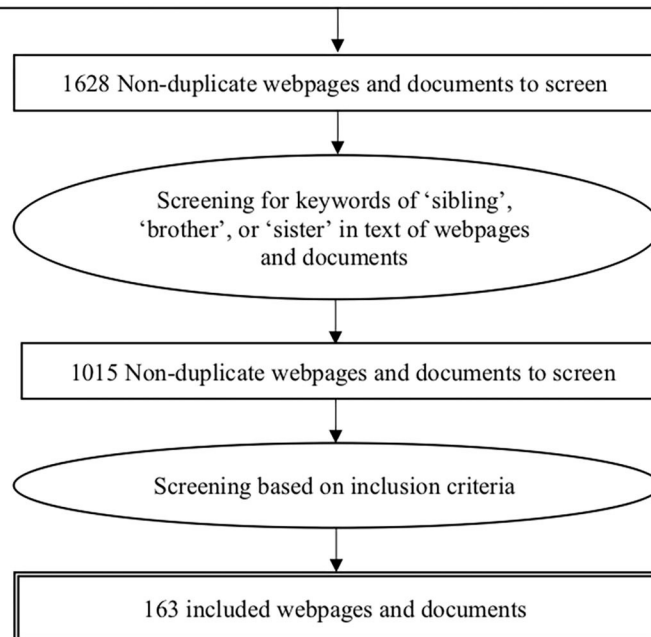 1628 Non-duplicate webpages and documents to screen
Screening for keywords of ‘sibling’,
‘brother’, or ‘sister’ in text of webpages
and documents
1015 Non-duplicate webpages and documents to screen
Screening based on inclusion criteria
163 included webpages and documents